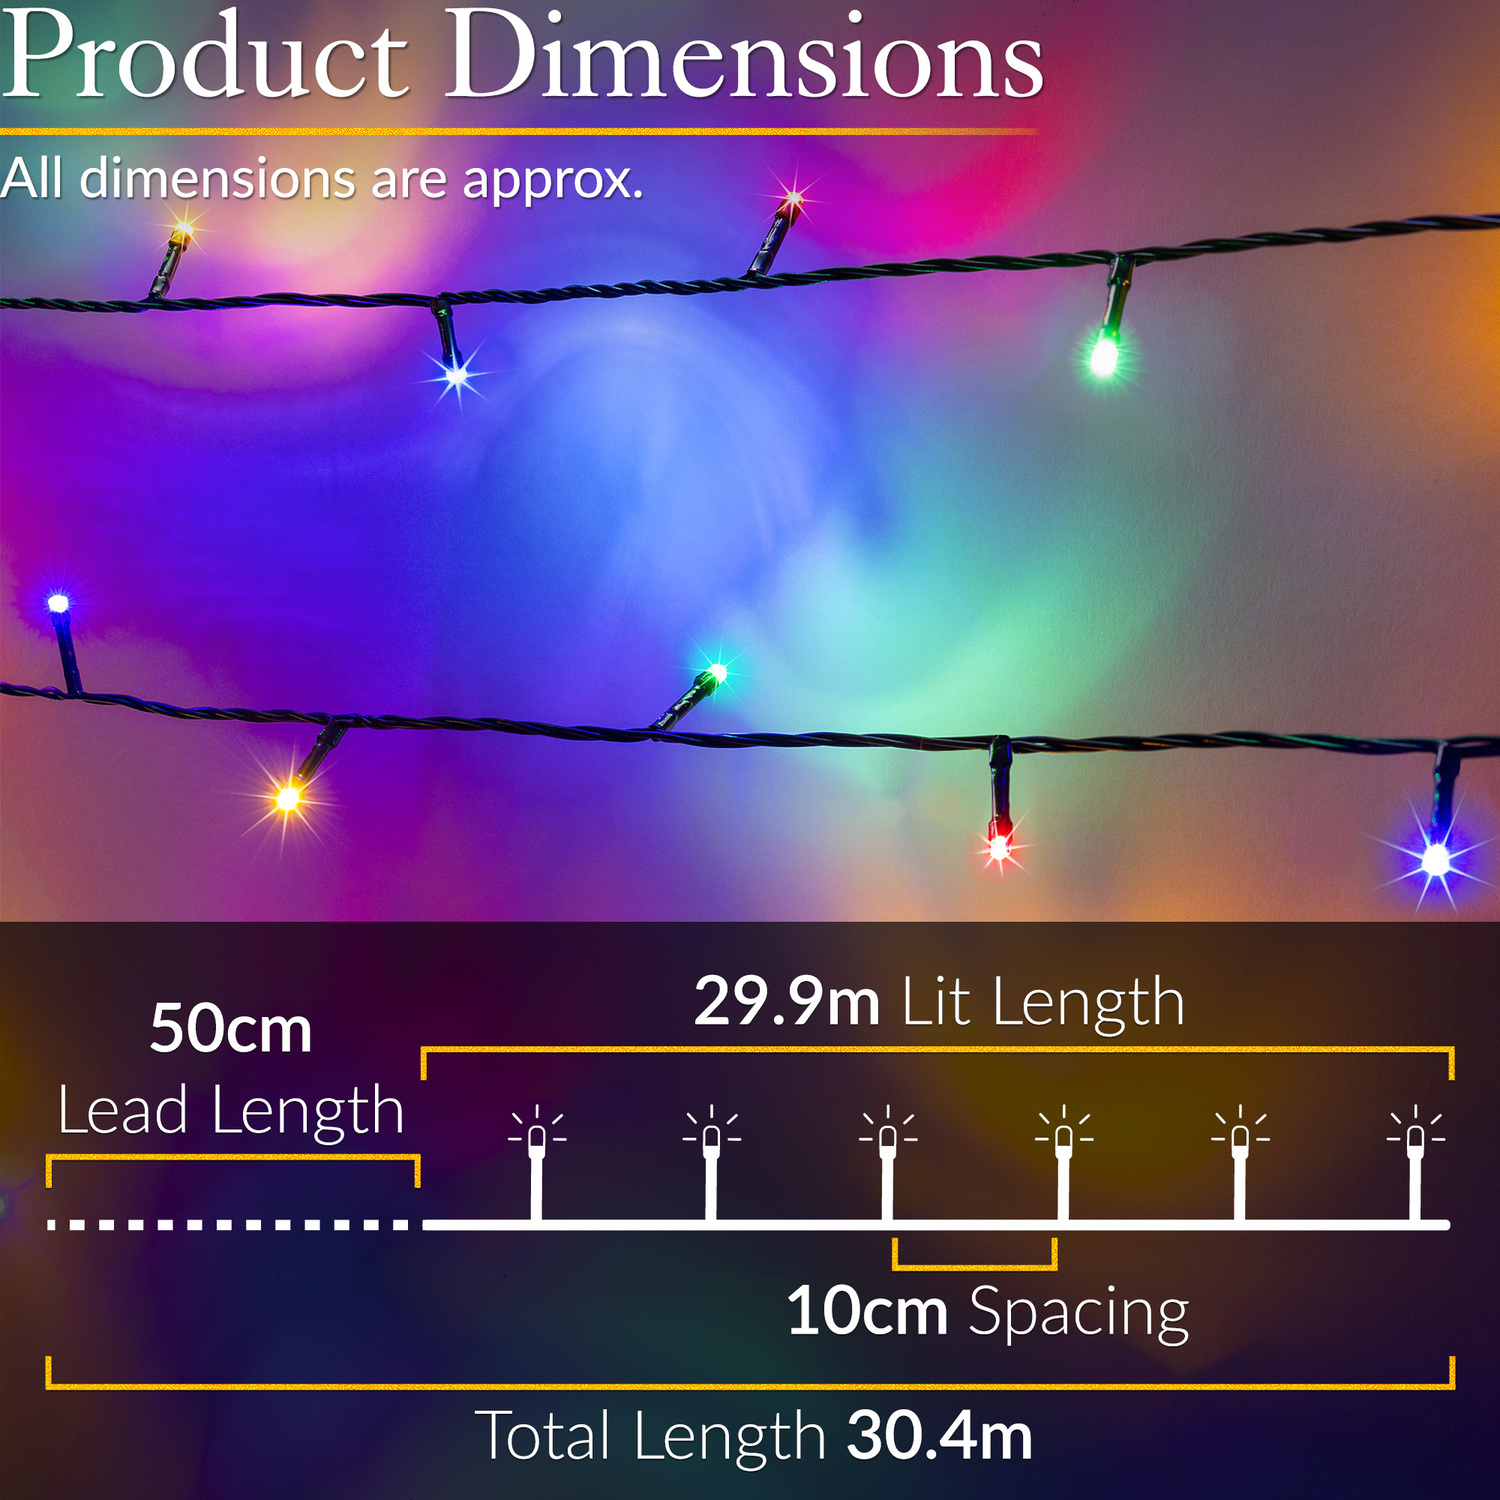 Product Dimensions
All dimensions are approx.
29.9m Lit Length
50cm
Lead Length
10cm Spacing
Total Length 30.4m